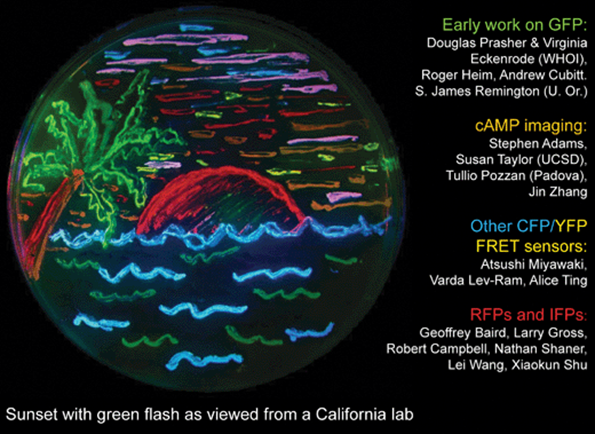 Early work on GFP:
Douglas Prasher & Virginia
Eckenrode (WHOI),
Roger Heim, Andrew Cubitt.
S. James Remington (U. Or.)
cAMP imaging:
Stephen Adams,
Susan Taylor (UCSD),
Tullio Pozzan (Padova),
Jin Zhang
Other CFP/YFP
FRET sensors:
Atsushi Miyawaki,
Varda Lev-Ram, Alice Ting
RFPs and IFPs:
Geoffrey Baird, Larry Gross,
Robert Campbell, Nathan Shaner,
Lei Wang, Xiaokun Shu
Sunset with green flash as viewed from a California lab